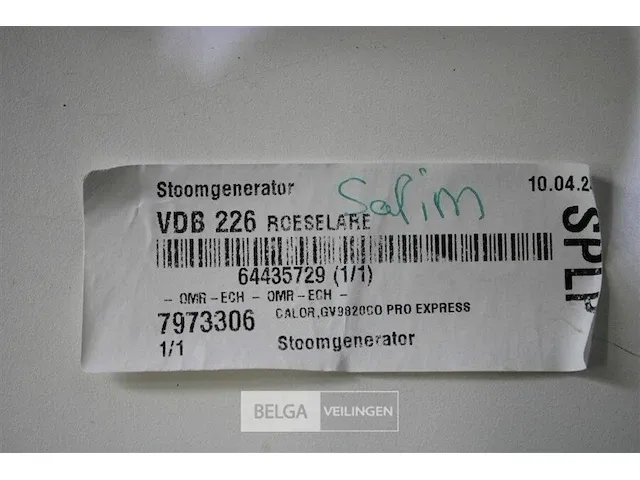 Stoomgenerator Salim 10.04.2
VDB 226 ROESELARE
64435729 (1/1)
- OMR-ECH - OMR-ECH -
7973306 CALOR,GV9820C0 PRO EXPRESS
1/1 Stoomgenerator
BELGA VEILINGEN